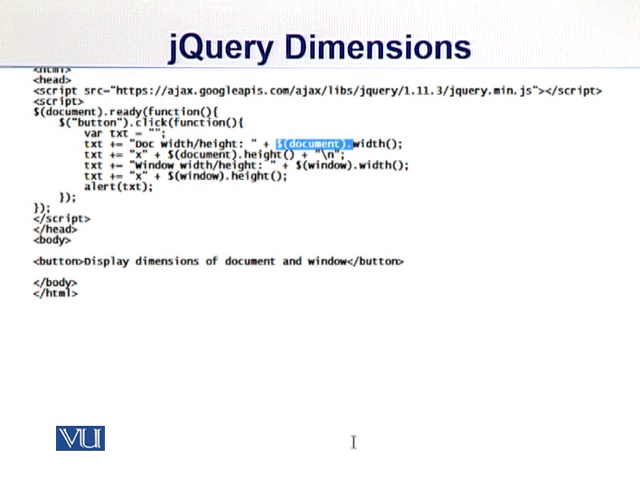 jQuery Dimensions
<html>
<head>
<script src="https://ajax.googleapis.com/ajax/libs/jquery/1.11.3/jquery.min.js"></script>
<script>
$(document).ready(function(){
$("button").click(function(){
var txt = "";
txt += "Doc width/height: " + $(document).width();
txt += "x" + $(document).height() + "\n";
txt += "Window width/height: " + $(window).width();
txt += "x" + $(window).height();
alert(txt);
});
});
</script>
</head>
<body>
<button>Display dimensions of document and window</button>
</body>
</html>
VU